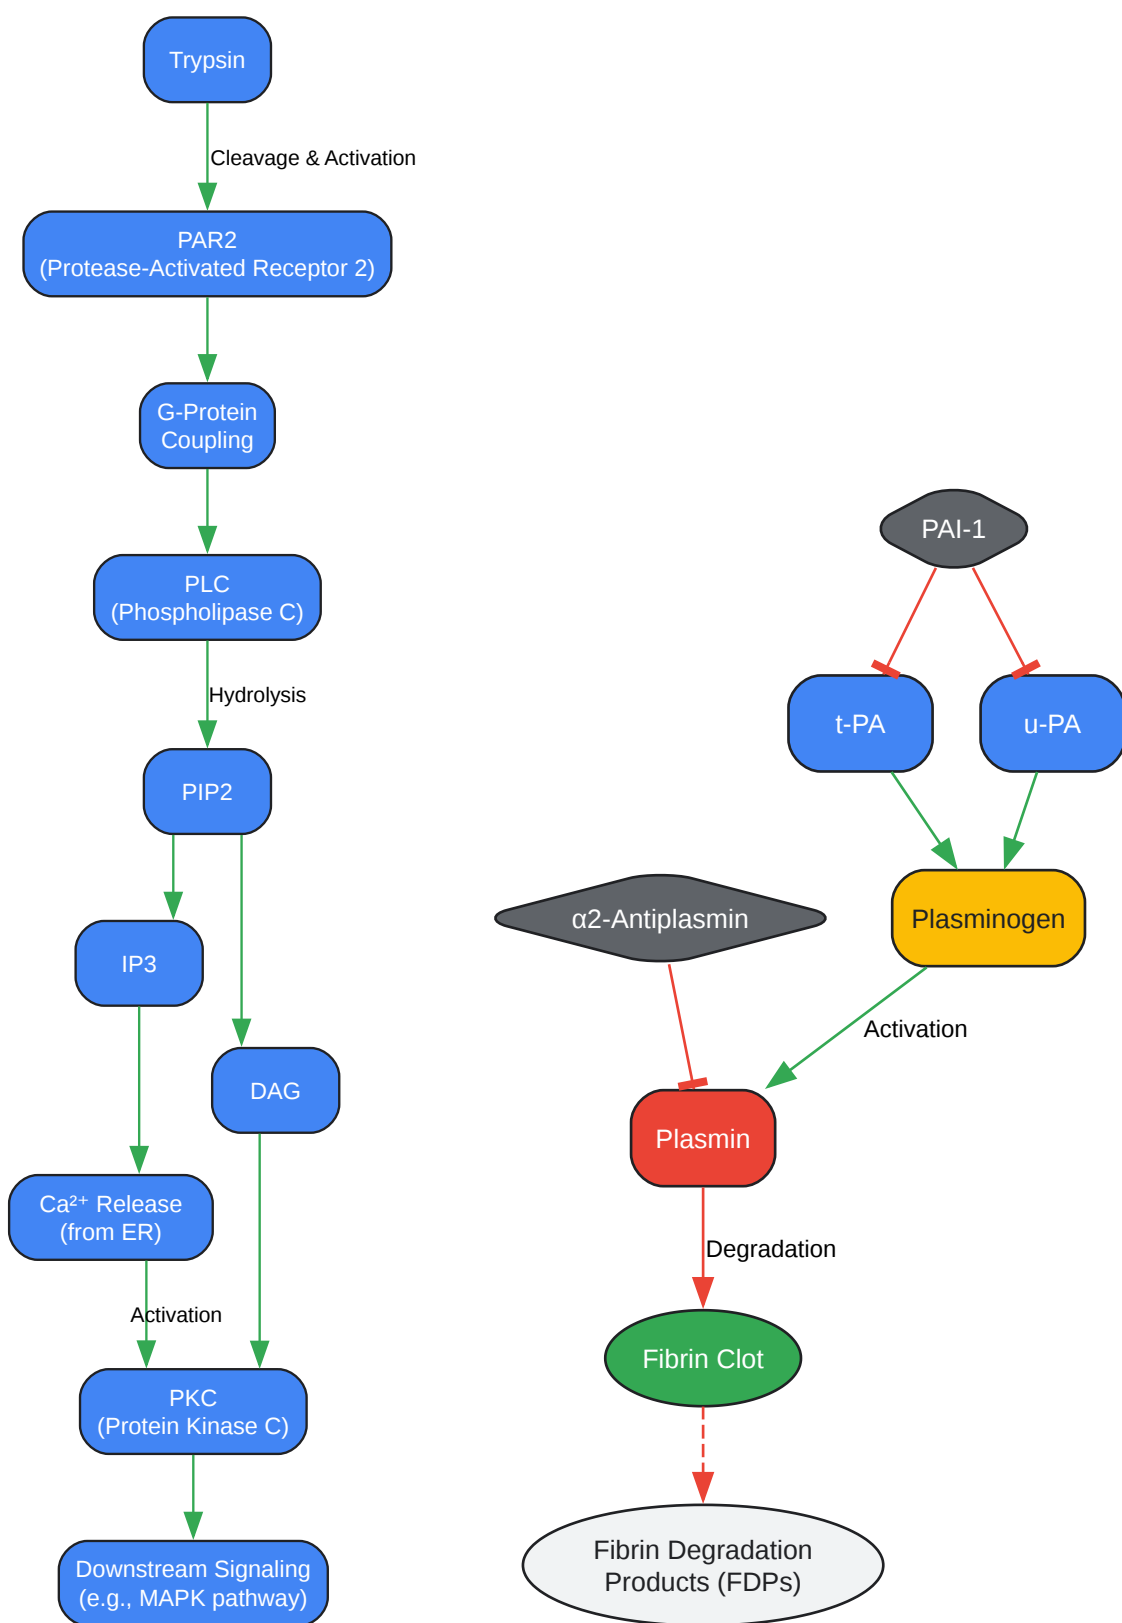 Trypsin
Cleavage & Activation
PAR2
(Protease-Activated Receptor 2)
G-Protein
Coupling
PLC
(Phospholipase C)
Hydrolysis
PIP2
IP3
DAG
Ca²⁺ Release
(from ER)
Activation
PKC
(Protein Kinase C)
Downstream Signaling
(e.g., MAPK pathway)
PAI-1
t-PA
u-PA
α2-Antiplasmin
Plasminogen
Activation
Plasmin
Degradation
Fibrin Clot
Fibrin Degradation
Products (FDPs)